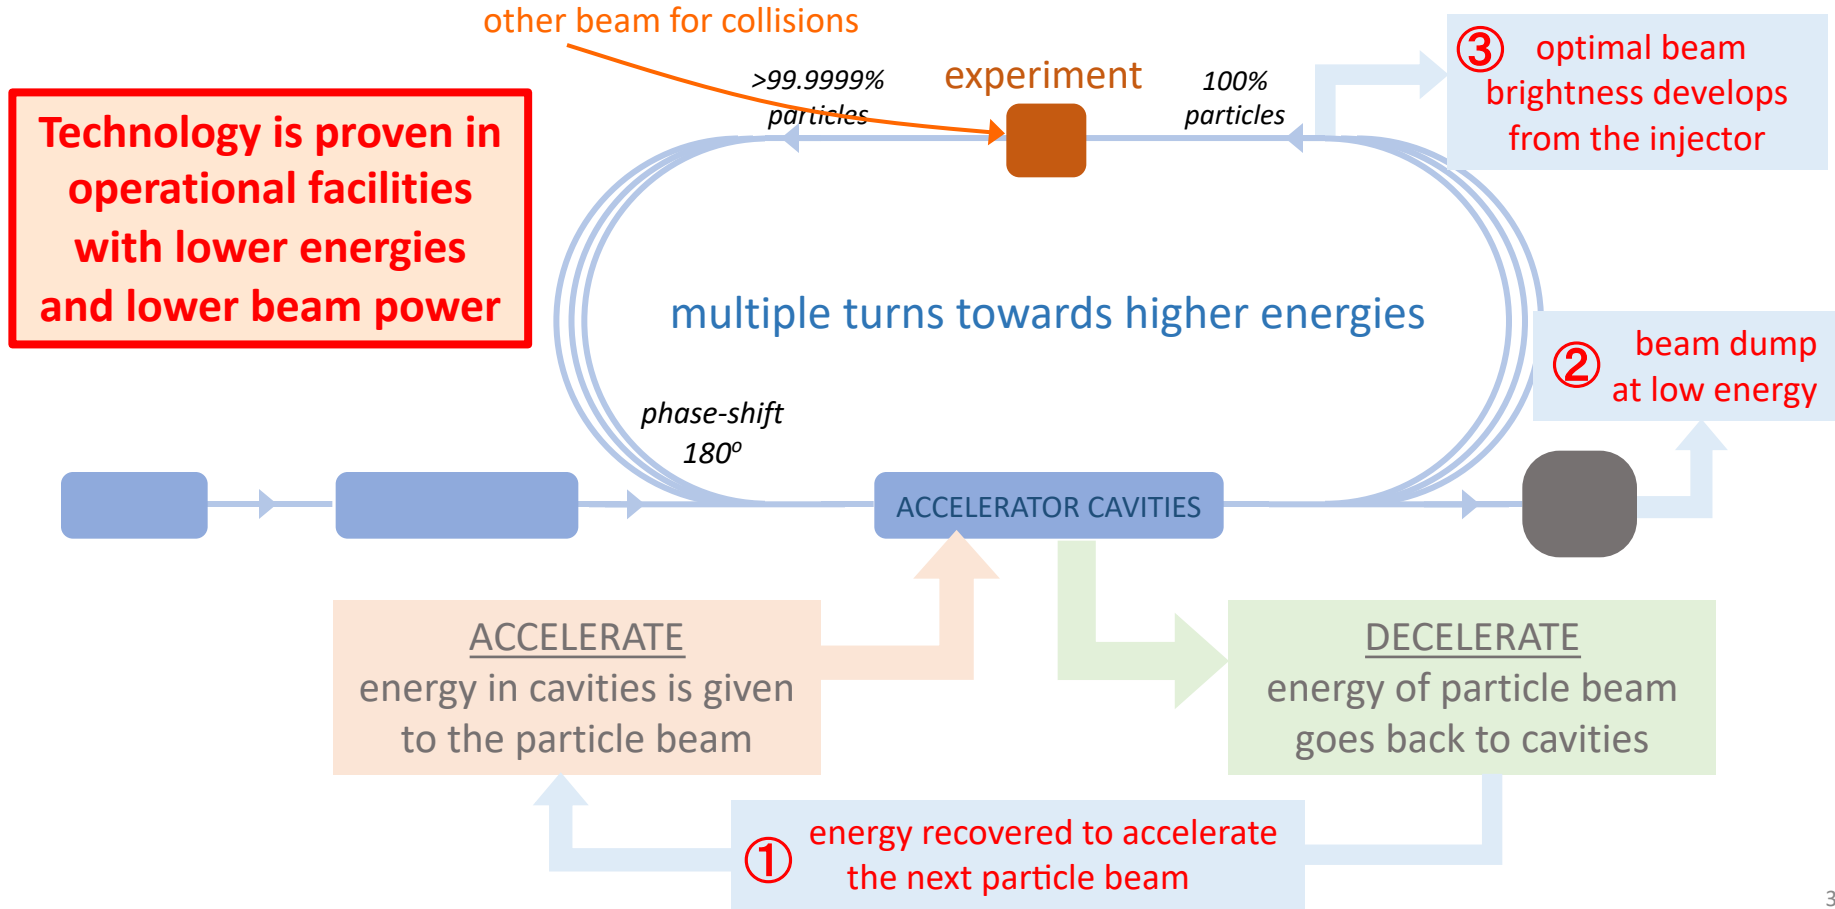 other beam for collisions
>99.9999%
particles
experiment
100%
particles
③ optimal beam
brightness develops
from the injector
Technology is proven in
operational facilities
with lower energies
and lower beam power
multiple turns towards higher energies
② beam dump
at low energy
phase-shift
180º
ACCELERATOR CAVITIES
ACCELERATE
energy in cavities is given
to the particle beam
DECELERATE
energy of particle beam
goes back to cavities
① energy recovered to accelerate
the next particle beam
3